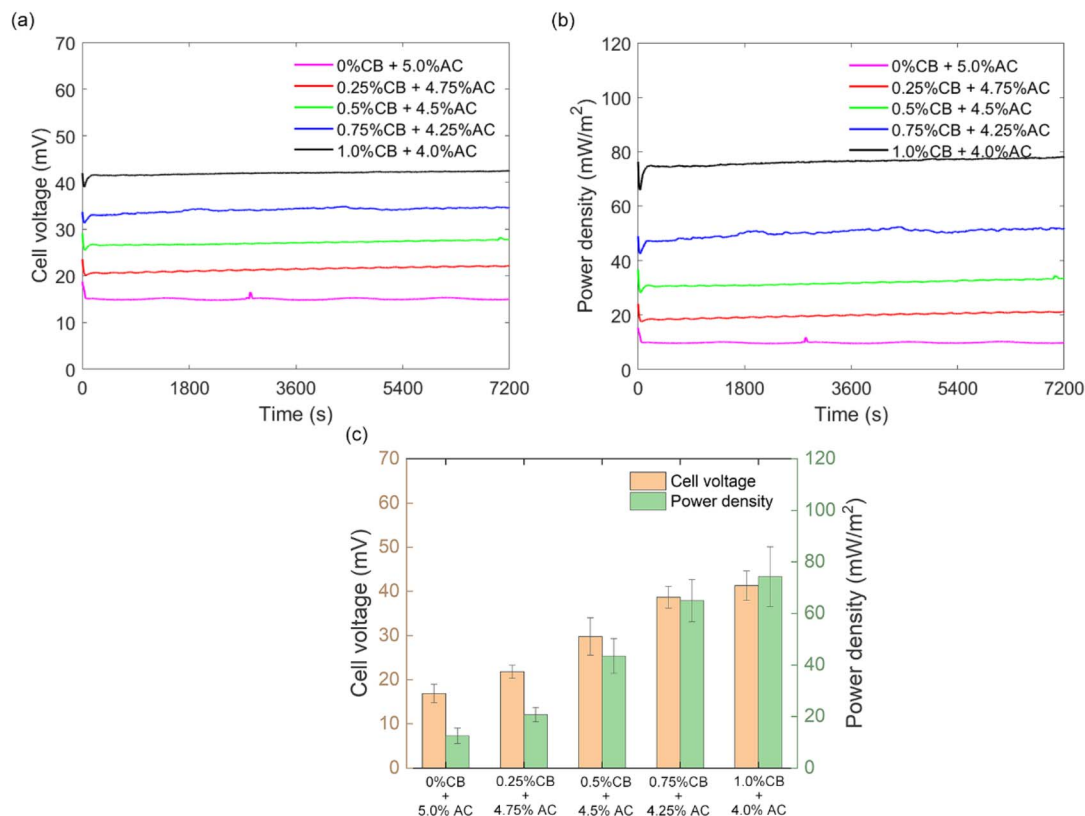 (a)
70
60
50
40
30
20
10
0
Cell voltage (mV)
0%CB + 5.0%AC
0.25%CB + 4.75%AC
0.5%CB + 4.5%AC
0.75%CB + 4.25%AC
1.0%CB + 4.0%AC
0 1800 3600 5400 7200
Time (s)
(b)
120
100
80
60
40
20
0
Power density (mW/m²)
0%CB + 5.0%AC
0.25%CB + 4.75%AC
0.5%CB + 4.5%AC
0.75%CB + 4.25%AC
1.0%CB + 4.0%AC
0 1800 3600 5400 7200
Time (s)
(c)
70
60
50
40
30
20
10
0
Cell voltage (mV)
Cell voltage
Power density
120
100
80
60
40
20
0
Power density (mW/m²)
0%CB
+
5.0% AC
0.25%CB
+
4.75% AC
0.5%CB
+
4.5% AC
0.75%CB
+
4.25% AC
1.0%CB
+
4.0% AC